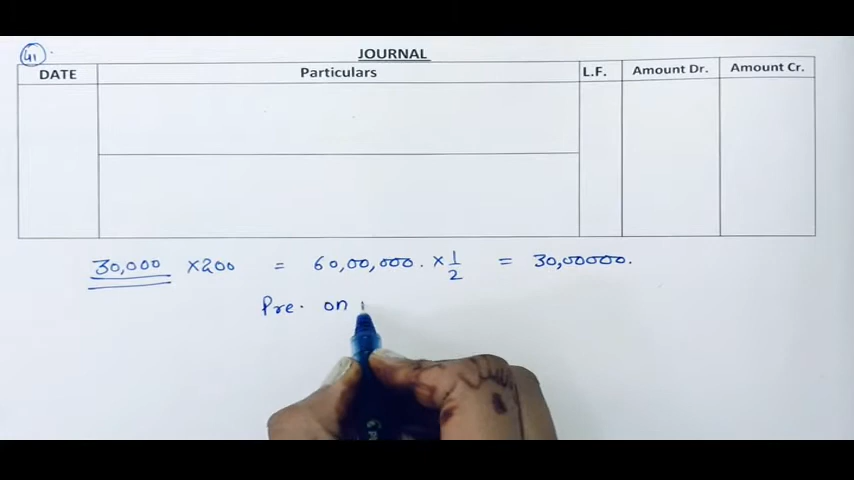 41
JOURNAL
DATE Particulars L.F. Amount Dr. Amount Cr.
30,000 ×200 = 60,00,000. × 1/2 = 30,00000.
Pre. on